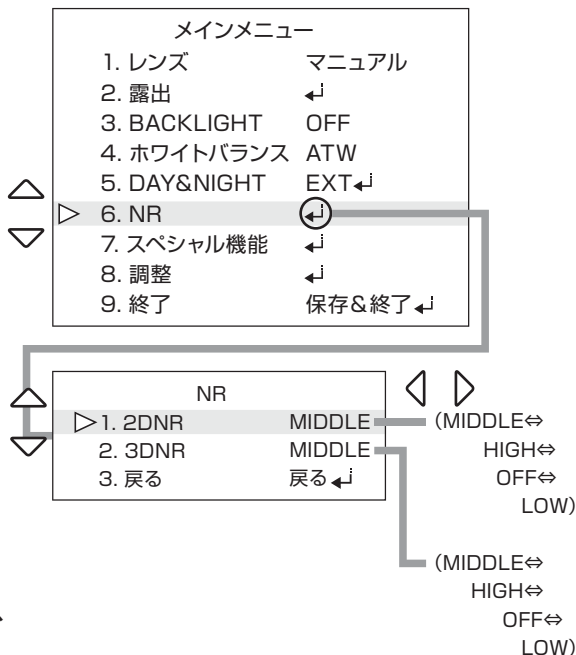 メインメニュー
1. レンズ マニュアル
2. 露出 ↵
3. BACKLIGHT OFF
4. ホワイトバランス ATW
5. DAY&NIGHT EXT↵
6. NR ↵
7. スペシャル機能 ↵
8. 調整 ↵
9. 終了 保存&終了↵
NR
1. 2DNR MIDDLE
2. 3DNR MIDDLE
3. 戻る 戻る↵
(MIDDLE⇔
HIGH⇔
OFF⇔
LOW)
(MIDDLE⇔
HIGH⇔
OFF⇔
LOW)